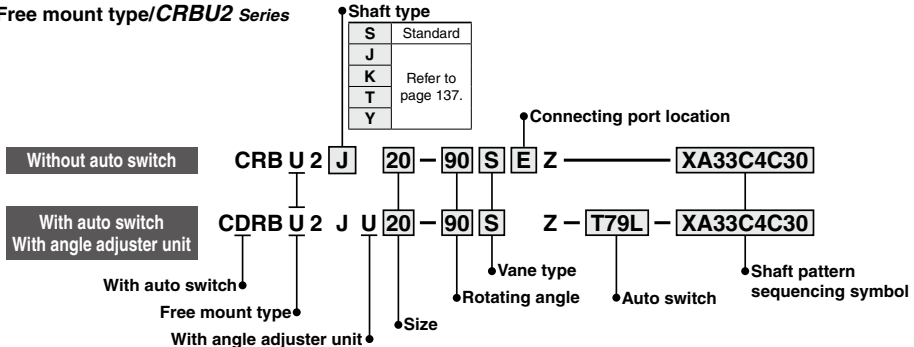 Free mount type/CRBU2 Series
Shaft type
S Standard
J
K
T
Y
Refer to
page 137.
Connecting port location
Without auto switch
CRB U 2 J 20 – 90 S E Z — XA33C4C30
With auto switch
With angle adjuster unit
CDRB U 2 J U 20 – 90 S Z – T79L – XA33C4C30
With auto switch
Free mount type
With angle adjuster unit
Size
Rotating angle
Vane type
Auto switch
Shaft pattern
sequencing symbol